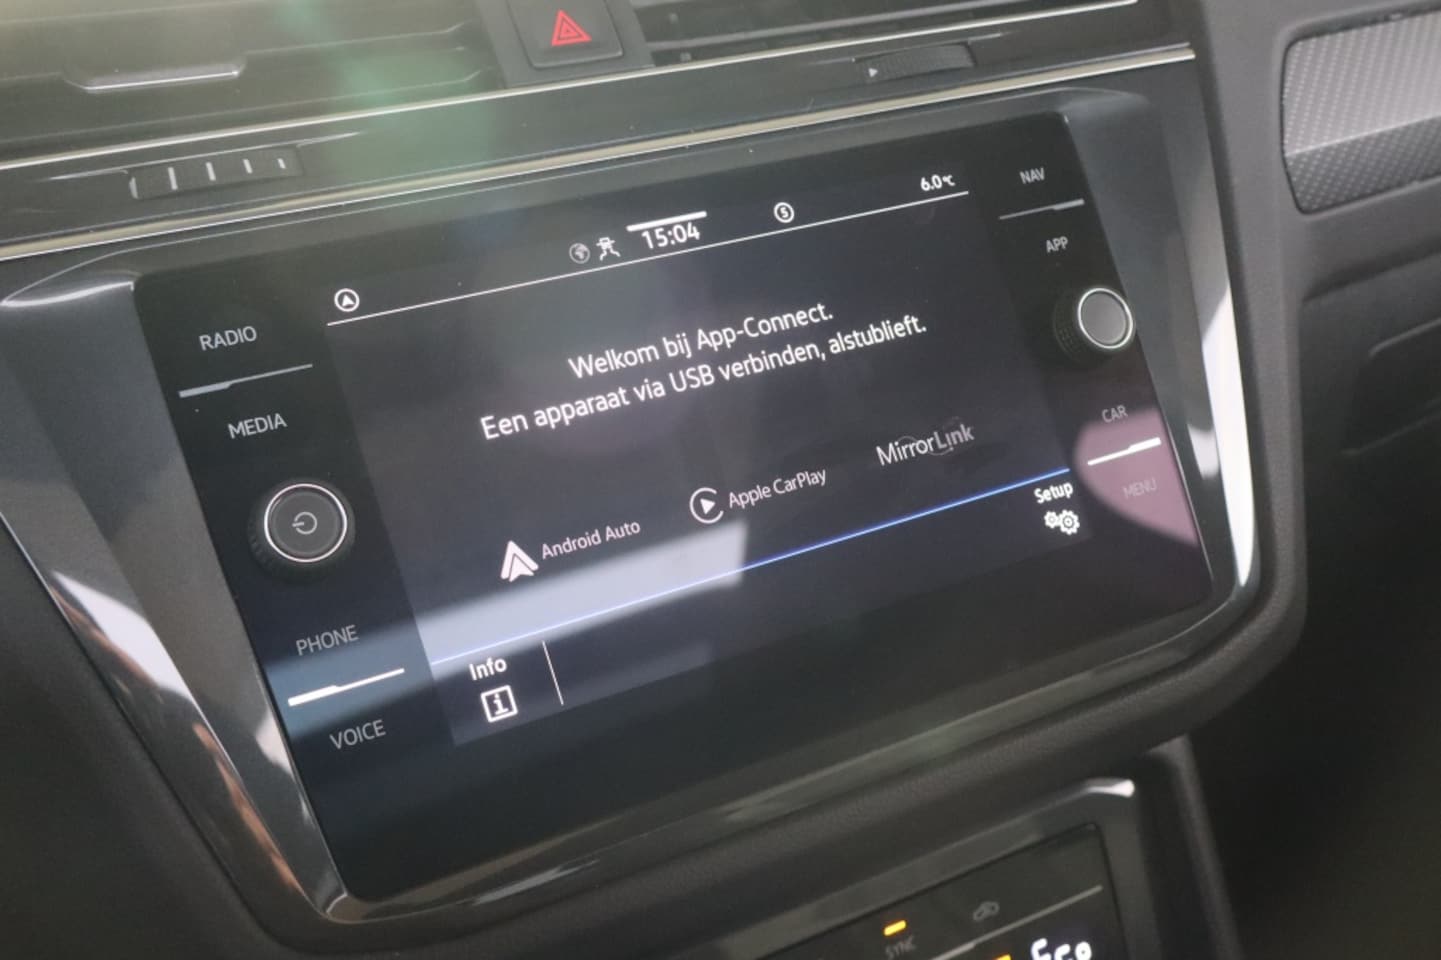 6.0°C
15:04
S
NAV
APP
RADIO
MEDIA
Welkom bij App-Connect.
Een apparaat via USB verbinden, alstublieft.
Android Auto
Apple CarPlay
MirrorLink
CAR
MENU
Setup
PHONE
VOICE
Info
i
SYNC